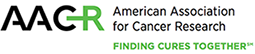 AACR American Association
for Cancer Research
FINDING CURES TOGETHER℠